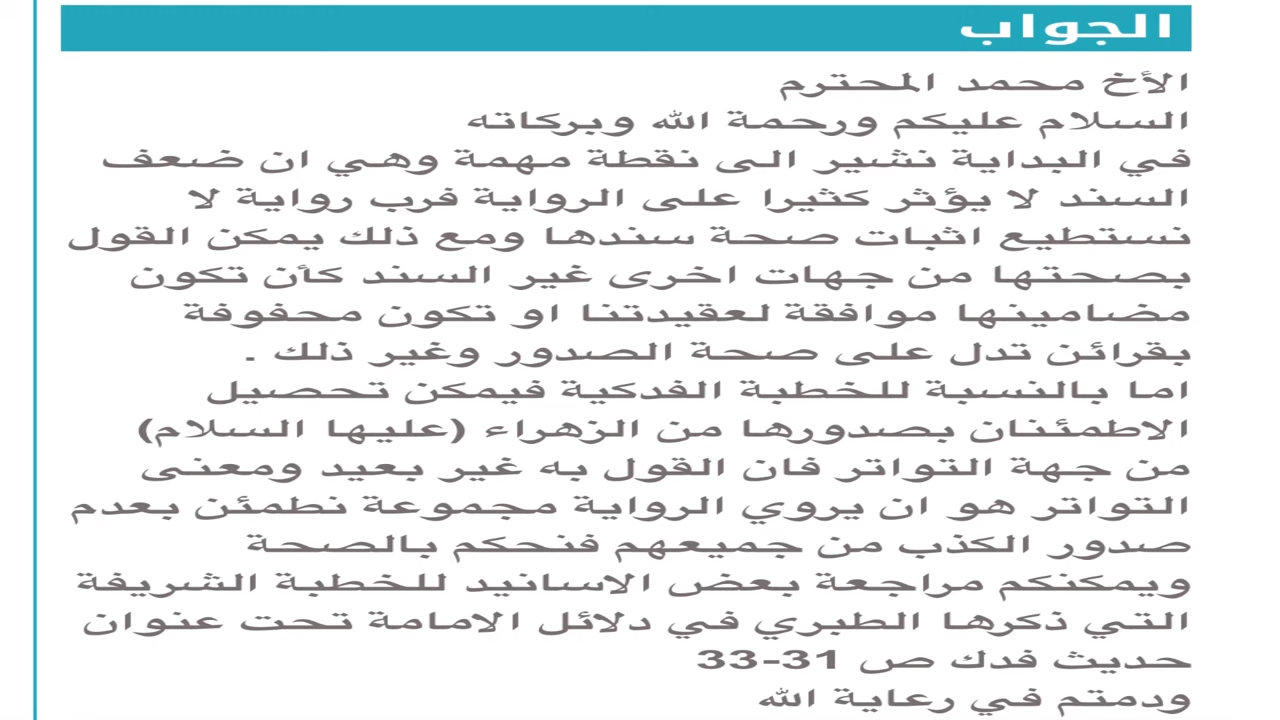 الجواب
الأخ محمد المحترم
السلام عليكم ورحمة الله وبركاته
في البداية نشير الى نقطة مهمة وهي ان ضعف
السند لا يؤثر كثيرا على الرواية فرب رواية لا
نستطيع اثبات صحة سندها ومع ذلك يمكن القول
بصحتها من جهات اخرى غير السند كأن تكون
مضامينها موافقة لعقيدتنا او تكون محفوفة
بقرائن تدل على صحة الصدور وغير ذلك .
اما بالنسبة للخطبة الفدكية فيمكن تحصيل
الاطمئنان بصدورها من الزهراء (عليها السلام)
من جهة التواتر فان القول به غير بعيد ومعنى
التواتر هو ان يروي الرواية مجموعة نطمئن بعدم
صدور الكذب من جميعهم فنحكم بالصحة
ويمكنكم مراجعة بعض الاسانيد للخطبة الشريفة
التي ذكرها الطبري في دلائل الامامة تحت عنوان
حديث فدك ص 31-33
ودمتم في رعاية الله